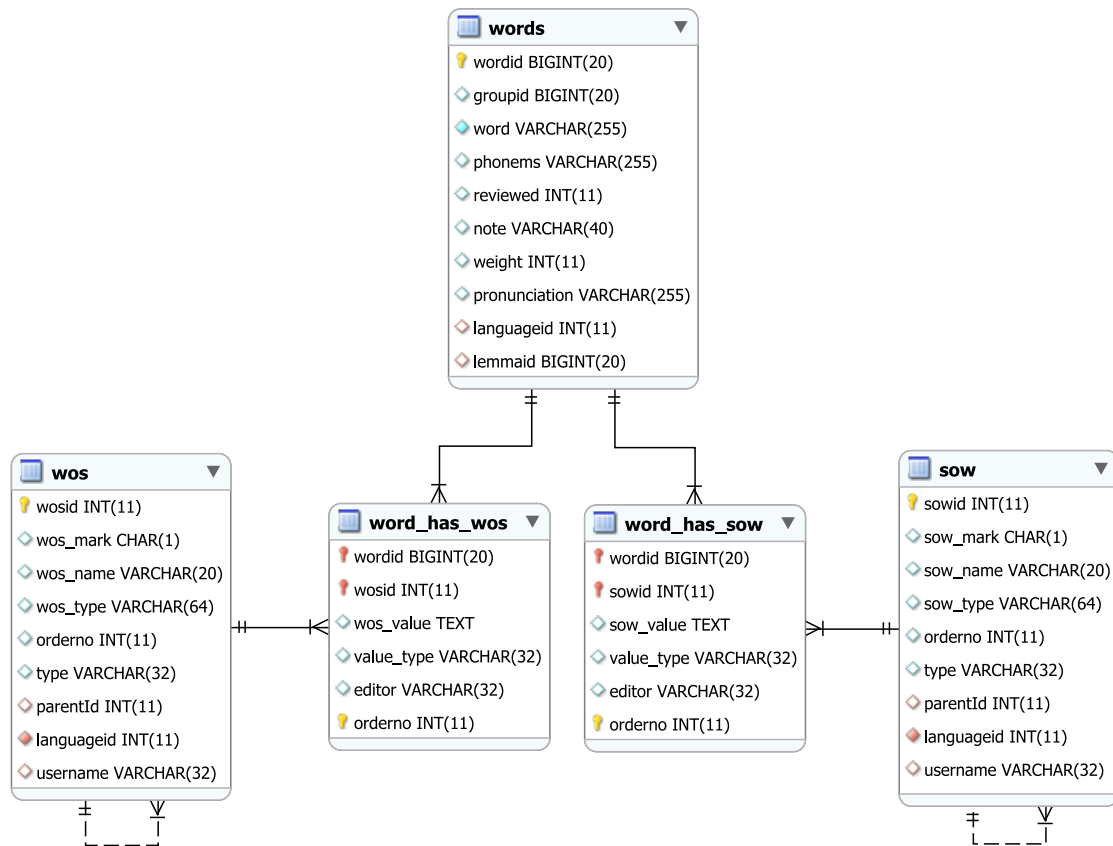 words
wordid BIGINT(20)
groupid BIGINT(20)
word VARCHAR(255)
phonems VARCHAR(255)
reviewed INT(11)
note VARCHAR(40)
weight INT(11)
pronunciation VARCHAR(255)
languageid INT(11)
lemmaid BIGINT(20)
wos
wosid INT(11)
wos_mark CHAR(1)
wos_name VARCHAR(20)
wos_type VARCHAR(64)
orderno INT(11)
type VARCHAR(32)
parentId INT(11)
languageid INT(11)
username VARCHAR(32)
word_has_wos
wordid BIGINT(20)
wosid INT(11)
wos_value TEXT
value_type VARCHAR(32)
editor VARCHAR(32)
orderno INT(11)
word_has_sow
wordid BIGINT(20)
sowid INT(11)
sow_value TEXT
value_type VARCHAR(32)
editor VARCHAR(32)
orderno INT(11)
sow
sowid INT(11)
sow_mark CHAR(1)
sow_name VARCHAR(20)
sow_type VARCHAR(64)
orderno INT(11)
type VARCHAR(32)
parentId INT(11)
languageid INT(11)
username VARCHAR(32)